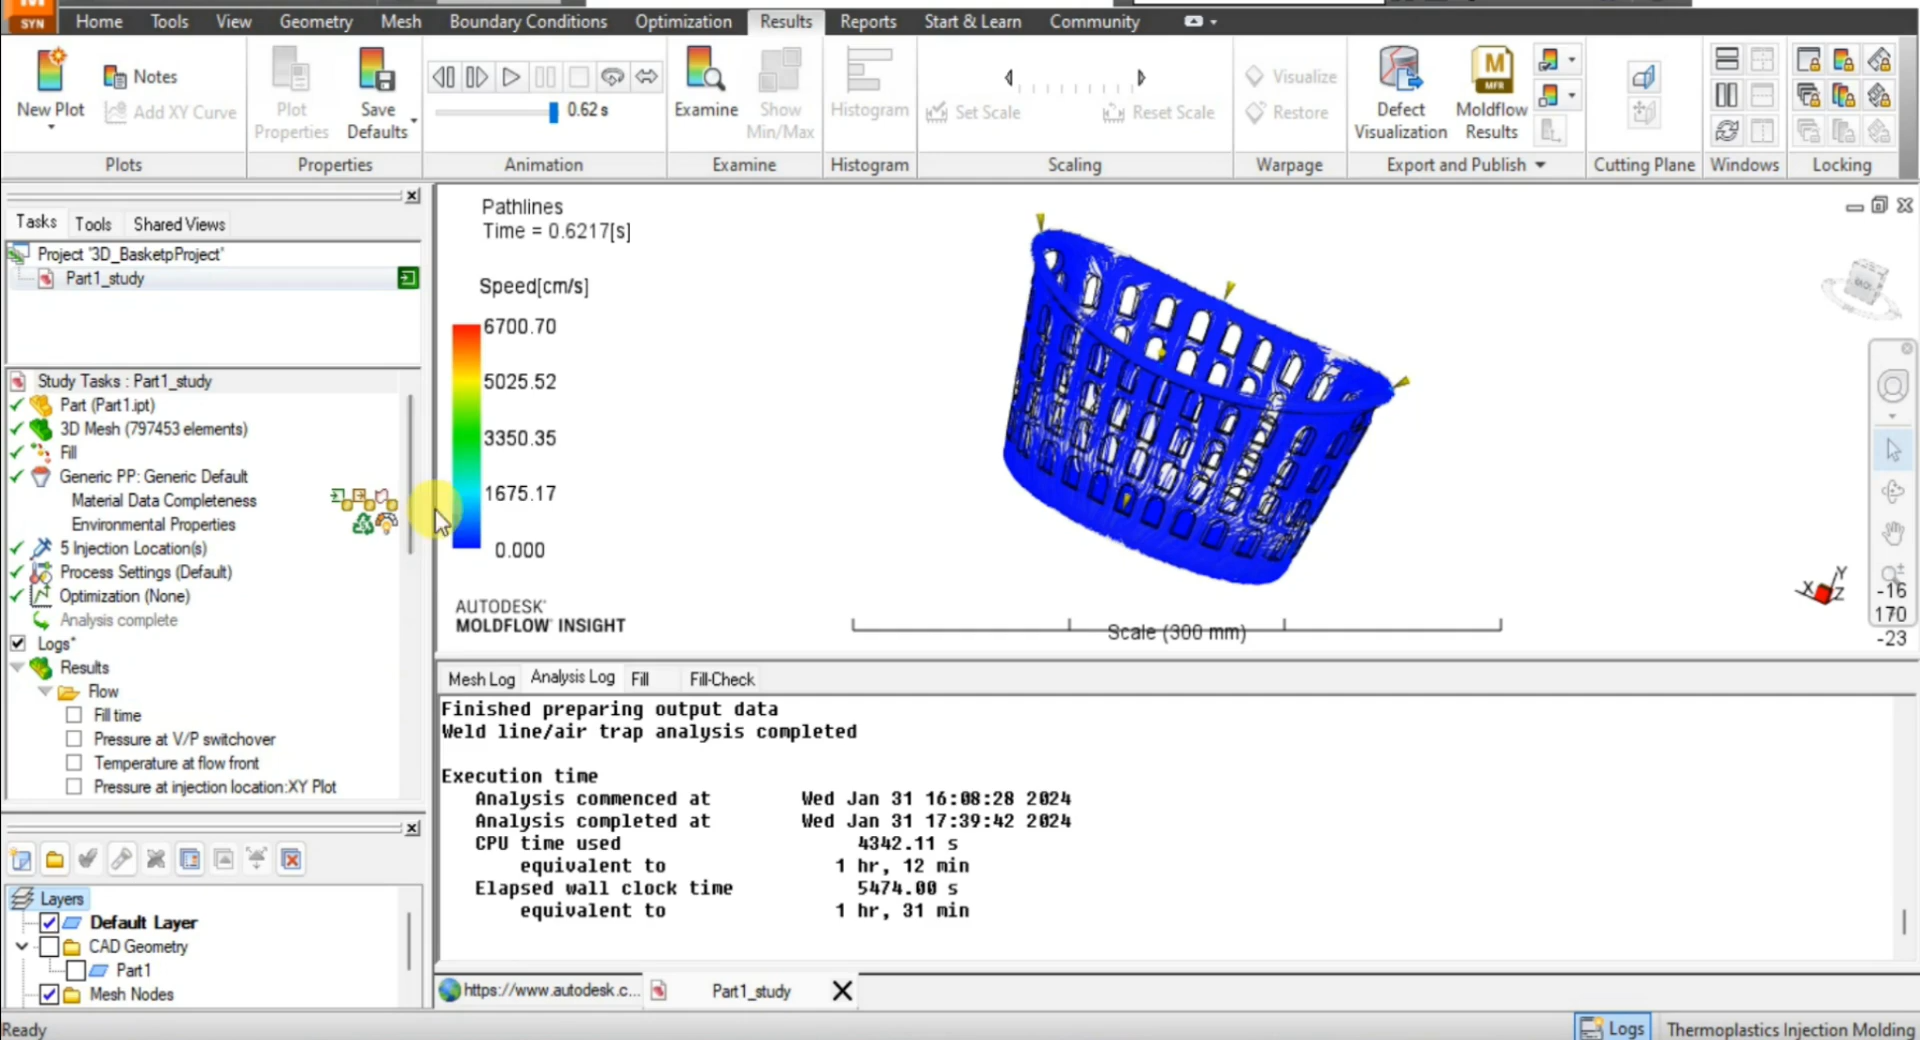 SYN
Home Tools View Geometry Mesh Boundary Conditions Optimization Results Reports Start & Learn Community
New Plot
Notes
Add XY Curve
Plots
Plot Properties
Save Defaults
Properties
0.62 s
Animation
Examine
Show Min/Max
Examine
Histogram
Histogram
Set Scale
Reset Scale
Scaling
Visualize
Restore
Warpage
Defect Visualization
M
MFR
Moldflow Results
Export and Publish
Cutting Plane
Windows
Locking
Tasks Tools Shared Views
Project '3D_BasketpProject'
Part1_study
Study Tasks : Part1_study
Part (Part1.ipt)
3D Mesh (797453 elements)
Fill
Generic PP: Generic Default
Material Data Completeness
Environmental Properties
5 Injection Location(s)
Process Settings (Default)
Optimization (None)
Analysis complete
Logs*
Results
Flow
Fill time
Pressure at V/P switchover
Temperature at flow front
Pressure at injection location:XY Plot
Layers
Default Layer
CAD Geometry
Part1
Mesh Nodes
Pathlines
Time = 0.6217[s]
Speed[cm/s]
6700.70
5025.52
3350.35
1675.17
0.000
AUTODESK®
MOLDFLOW® INSIGHT
Scale (300 mm)
X Y Z
-16
170
-23
Mesh Log Analysis Log Fill Fill-Check
Finished preparing output data
Weld line/air trap analysis completed
Execution time
Analysis commenced at Wed Jan 31 16:08:28 2024
Analysis completed at Wed Jan 31 17:39:42 2024
CPU time used 4342.11 s
equivalent to 1 hr, 12 min
Elapsed wall clock time 5474.00 s
equivalent to 1 hr, 31 min
https://www.autodesk.c... Part1_study
Ready
Logs Thermoplastics Injection Molding